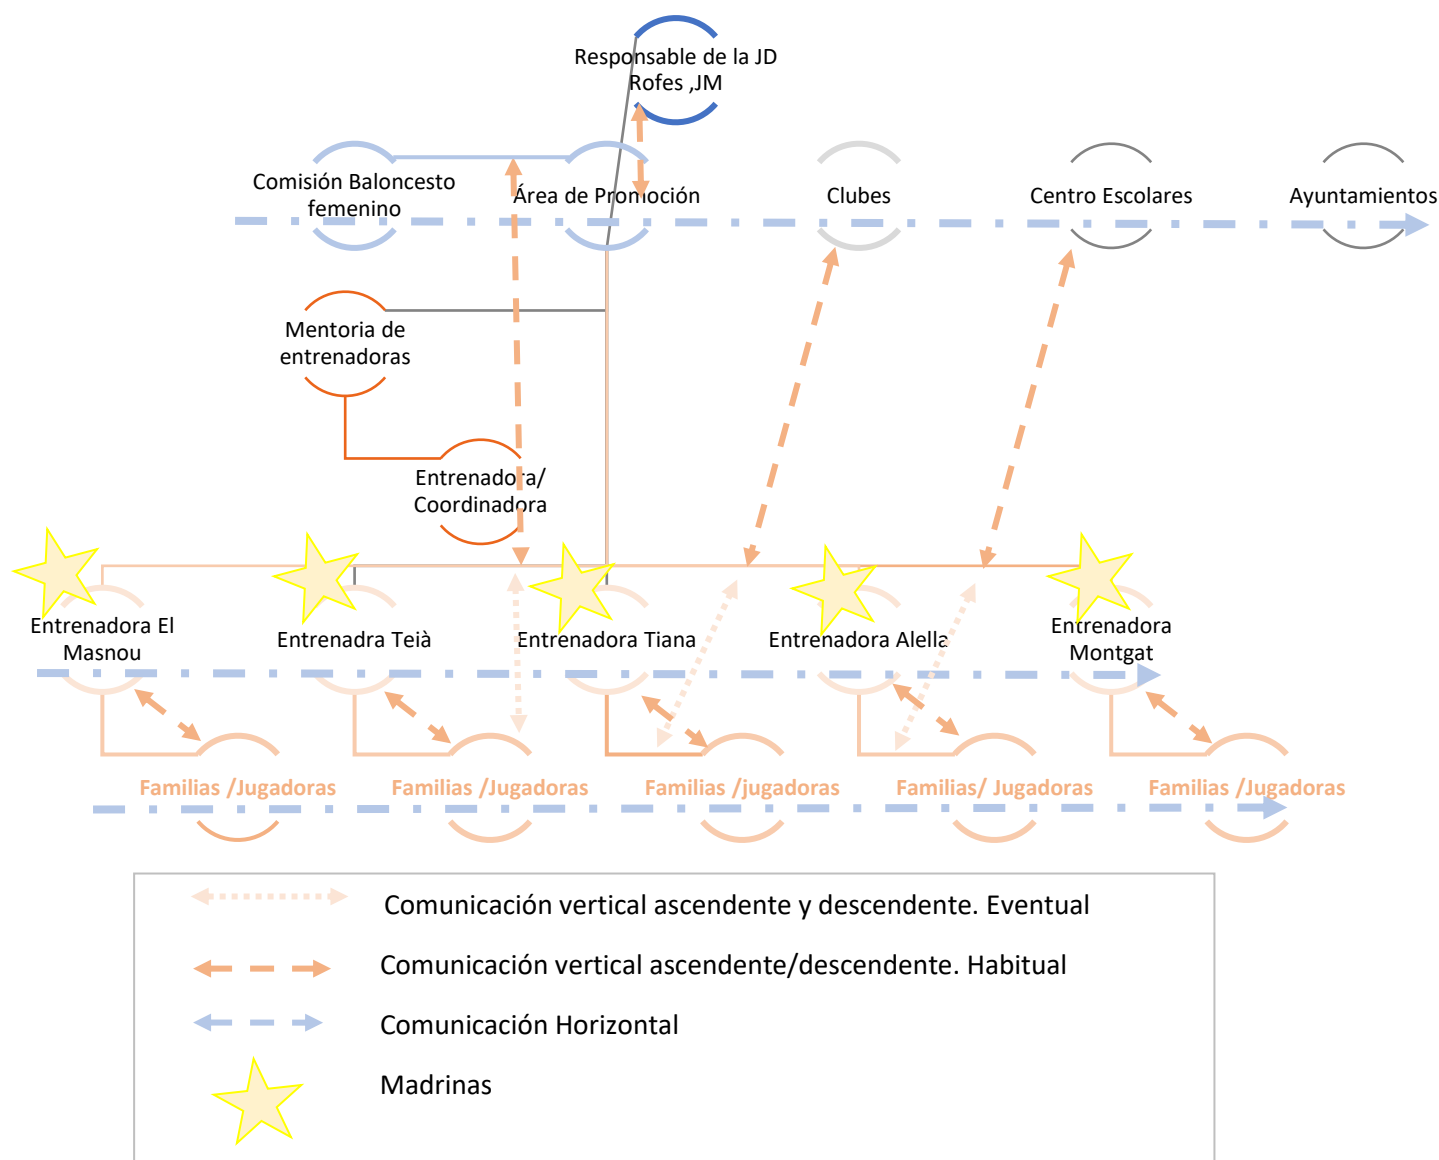 Responsable de la JD
Rofes ,JM
Comisión Baloncesto
femenino
Área de Promoción
Clubes
Centro Escolares
Ayuntamientos
Mentoria de
entrenadoras
Entrenadora/
Coordinadora
Entrenadora El
Masnou
Entrenadra Teià
Entrenadora Tiana
Entrenadora Alella
Entrenadora
Montgat
Familias /Jugadoras
Familias /Jugadoras
Familias /jugadoras
Familias/ Jugadoras
Familias /Jugadoras
Comunicación vertical ascendente y descendente. Eventual
Comunicación vertical ascendente/descendente. Habitual
Comunicación Horizontal
Madrinas